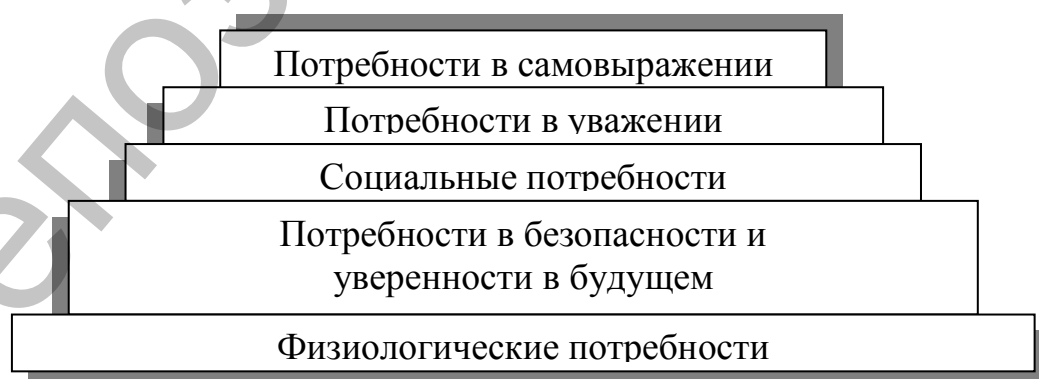 Потребности в самовыражении
Потребности в уважении
Социальные потребности
Потребности в безопасности и
уверенности в будущем
Физиологические потребности